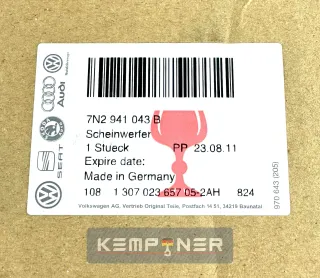 Audi
SEAT
7N2 941 043 B
Scheinwerfer
1 Stueck PP 23.08.11
Expire date:
Made in Germany
108 1 307 023 657 05-2AH 824
Volkswagen AG, Vertrieb Original Teile, Postfach 14 51, 34219 Baunatal
970 643 (205)
KEMPTNER